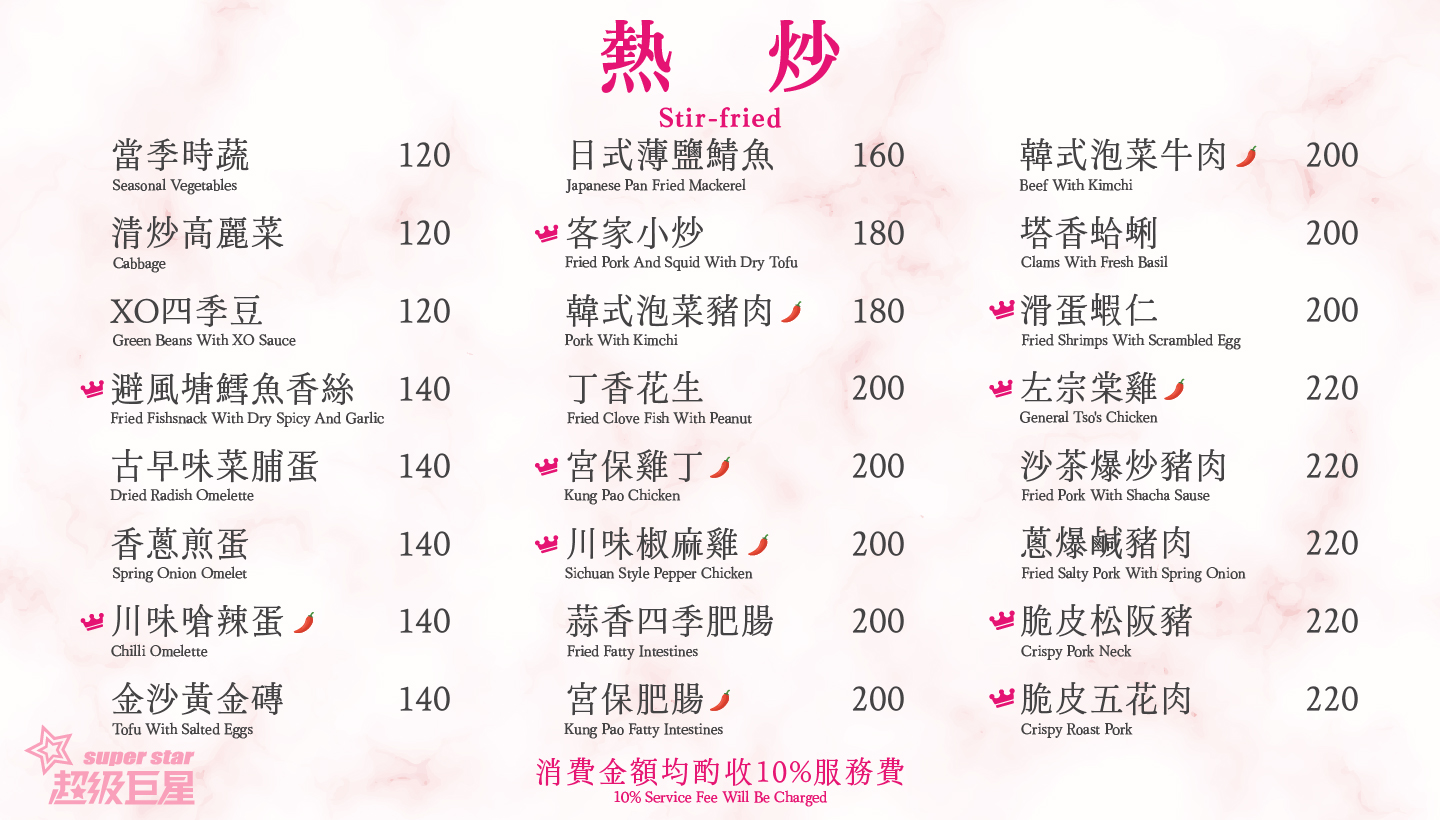 熱 炒
Stir-fried
當季時蔬 120
Seasonal Vegetables
清炒高麗菜 120
Cabbage
XO四季豆 120
Green Beans With XO Sauce
避風塘鱈魚香絲 140
Fried Fishsnack With Dry Spicy And Garlic
古早味菜脯蛋 140
Dried Radish Omelette
香蔥煎蛋 140
Spring Onion Omelet
川味嗆辣蛋 140
Chilli Omelette
金沙黃金磚 140
Tofu With Salted Eggs
日式薄鹽鯖魚 160
Japanese Pan Fried Mackerel
客家小炒 180
Fried Pork And Squid With Dry Tofu
韓式泡菜豬肉 180
Pork With Kimchi
丁香花生 200
Fried Clove Fish With Peanut
宮保雞丁 200
Kung Pao Chicken
川味椒麻雞 200
Sichuan Style Pepper Chicken
蒜香四季肥腸 200
Fried Fatty Intestines
宮保肥腸 200
Kung Pao Fatty Intestines
韓式泡菜牛肉 200
Beef With Kimchi
塔香蛤蜊 200
Clams With Fresh Basil
滑蛋蝦仁 200
Fried Shrimps With Scrambled Egg
左宗棠雞 220
General Tso's Chicken
沙茶爆炒豬肉 220
Fried Pork With Shacha Sause
蔥爆鹹豬肉 220
Fried Salty Pork With Spring Onion
脆皮松阪豬 220
Crispy Pork Neck
脆皮五花肉 220
Crispy Roast Pork
super star
超级巨星
消費金額均酌收10%服務費
10% Service Fee Will Be Charged